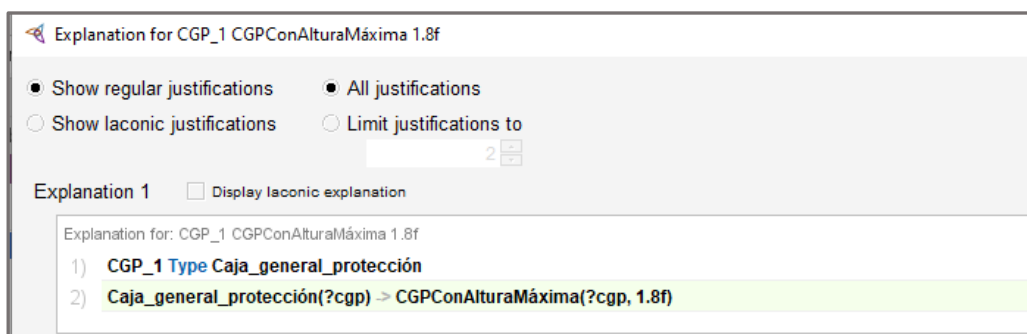 Explanation for CGP_1 CGPConAlturaMáxima 1.8f
Show regular justifications All justifications
Show laconic justifications Limit justifications to
2
Explanation 1 Display laconic explanation
Explanation for: CGP_1 CGPConAlturaMáxima 1.8f
1) CGP_1 Type Caja_general_protección
2) Caja_general_protección(?cgp) -> CGPConAlturaMáxima(?cgp, 1.8f)